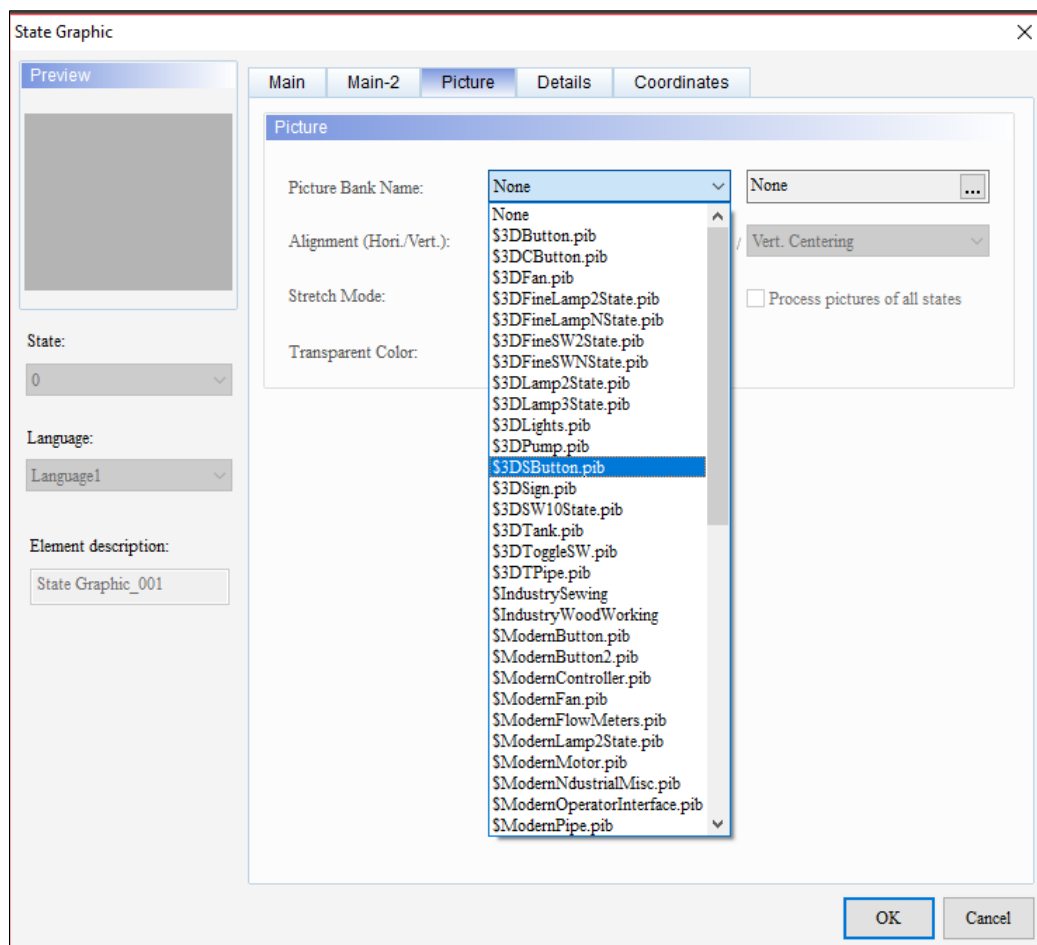 State Graphic
Preview
Main Main-2 Picture Details Coordinates
Picture
Picture Bank Name: None None ...
Alignment (Hori./Vert.): / Vert. Centering
Stretch Mode: Process pictures of all states
Transparent Color:
None
$3DButton.pib
$3DCButton.pib
$3DFan.pib
$3DFineLamp2State.pib
$3DFineLampNState.pib
$3DFineSW2State.pib
$3DFineSWNState.pib
$3DLamp2State.pib
$3DLamp3State.pib
$3DLights.pib
$3DPump.pib
$3DSButton.pib
$3DSign.pib
$3DSW10State.pib
$3DTank.pib
$3DToggleSW.pib
$3DTPipe.pib
$IndustrySewing
$IndustryWoodWorking
$ModernButton.pib
$ModernButton2.pib
$ModernController.pib
$ModernFan.pib
$ModernFlowMeters.pib
$ModernLamp2State.pib
$ModernMotor.pib
$ModernNdustrialMisc.pib
$ModernOperatorInterface.pib
$ModernPipe.pib
State:
0
Language:
Language1
Element description:
State Graphic_001
OK Cancel